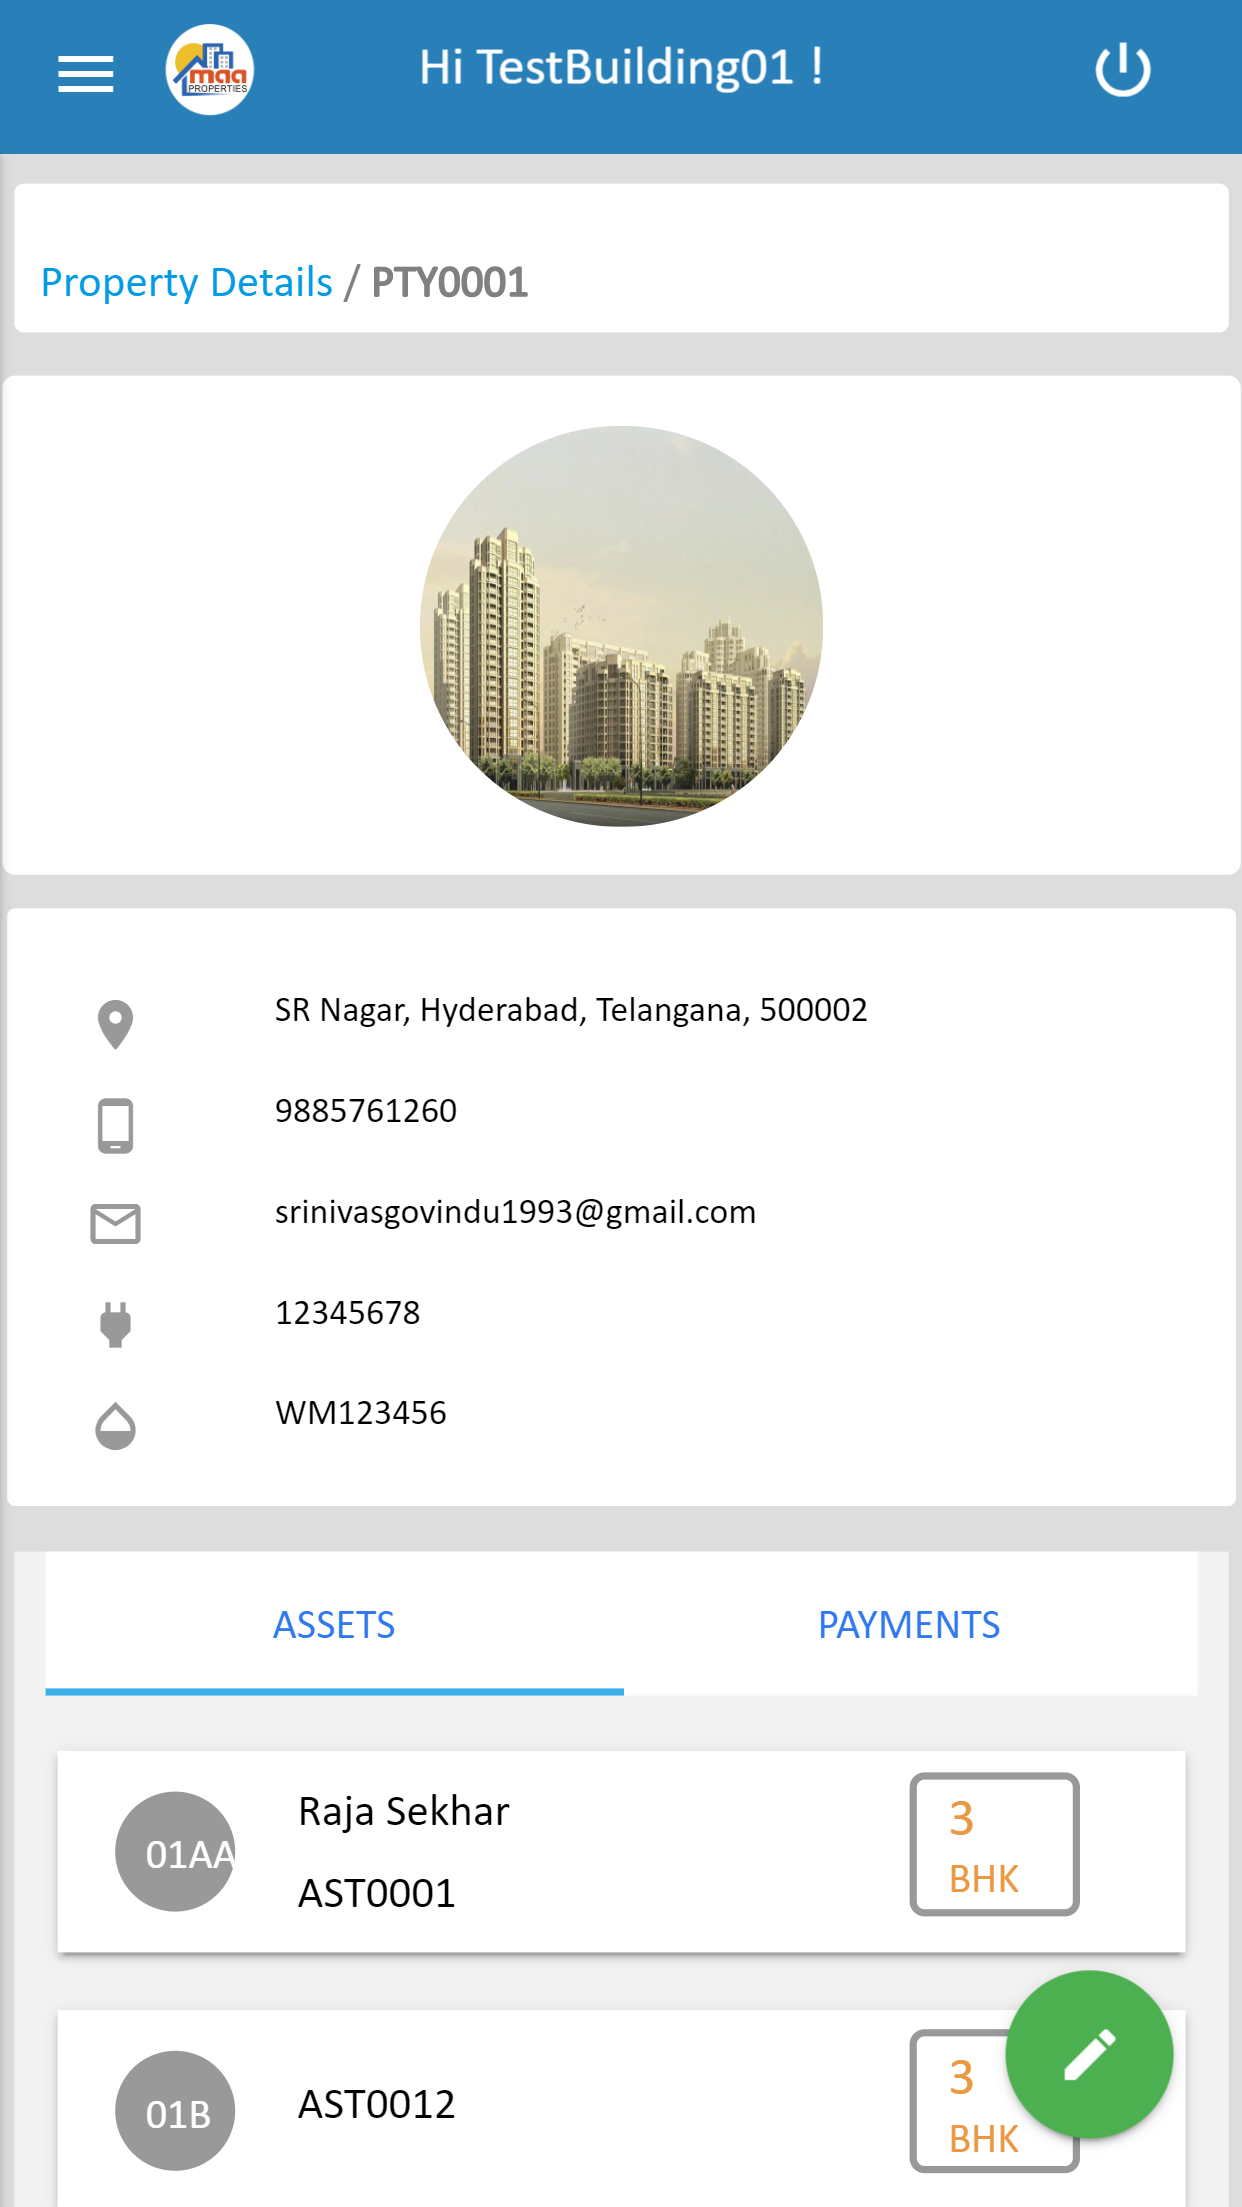 maa
PROPERTIES
Hi TestBuilding01 !
Property Details / PTY0001
SR Nagar, Hyderabad, Telangana, 500002
9885761260
srinivasgovindu1993@gmail.com
12345678
WM123456
ASSETS PAYMENTS
01AA
Raja Sekhar
AST0001
3
BHK
01B
AST0012
3
BHK